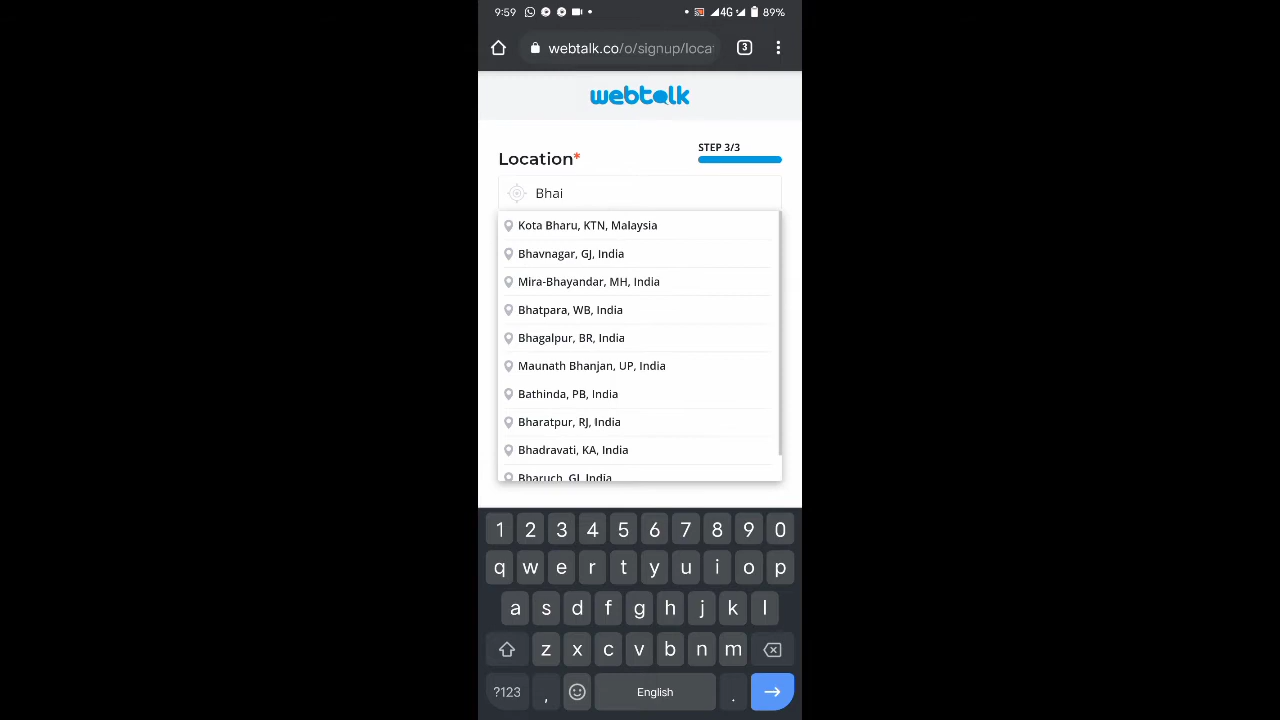 9:59 4G 89%
webtalk.co/o/signup/loca 3
webtalk
STEP 3/3
Location*
Bhai
Kota Bharu, KTN, Malaysia
Bhavnagar, GJ, India
Mira-Bhayandar, MH, India
Bhatpara, WB, India
Bhagalpur, BR, India
Maunath Bhanjan, UP, India
Bathinda, PB, India
Bharatpur, RJ, India
Bhadravati, KA, India
Bharuch, GJ, India
1 2 3 4 5 6 7 8 9 0
q w e r t y u i o p
a s d f g h j k l
z x c v b n m
?123 , English .